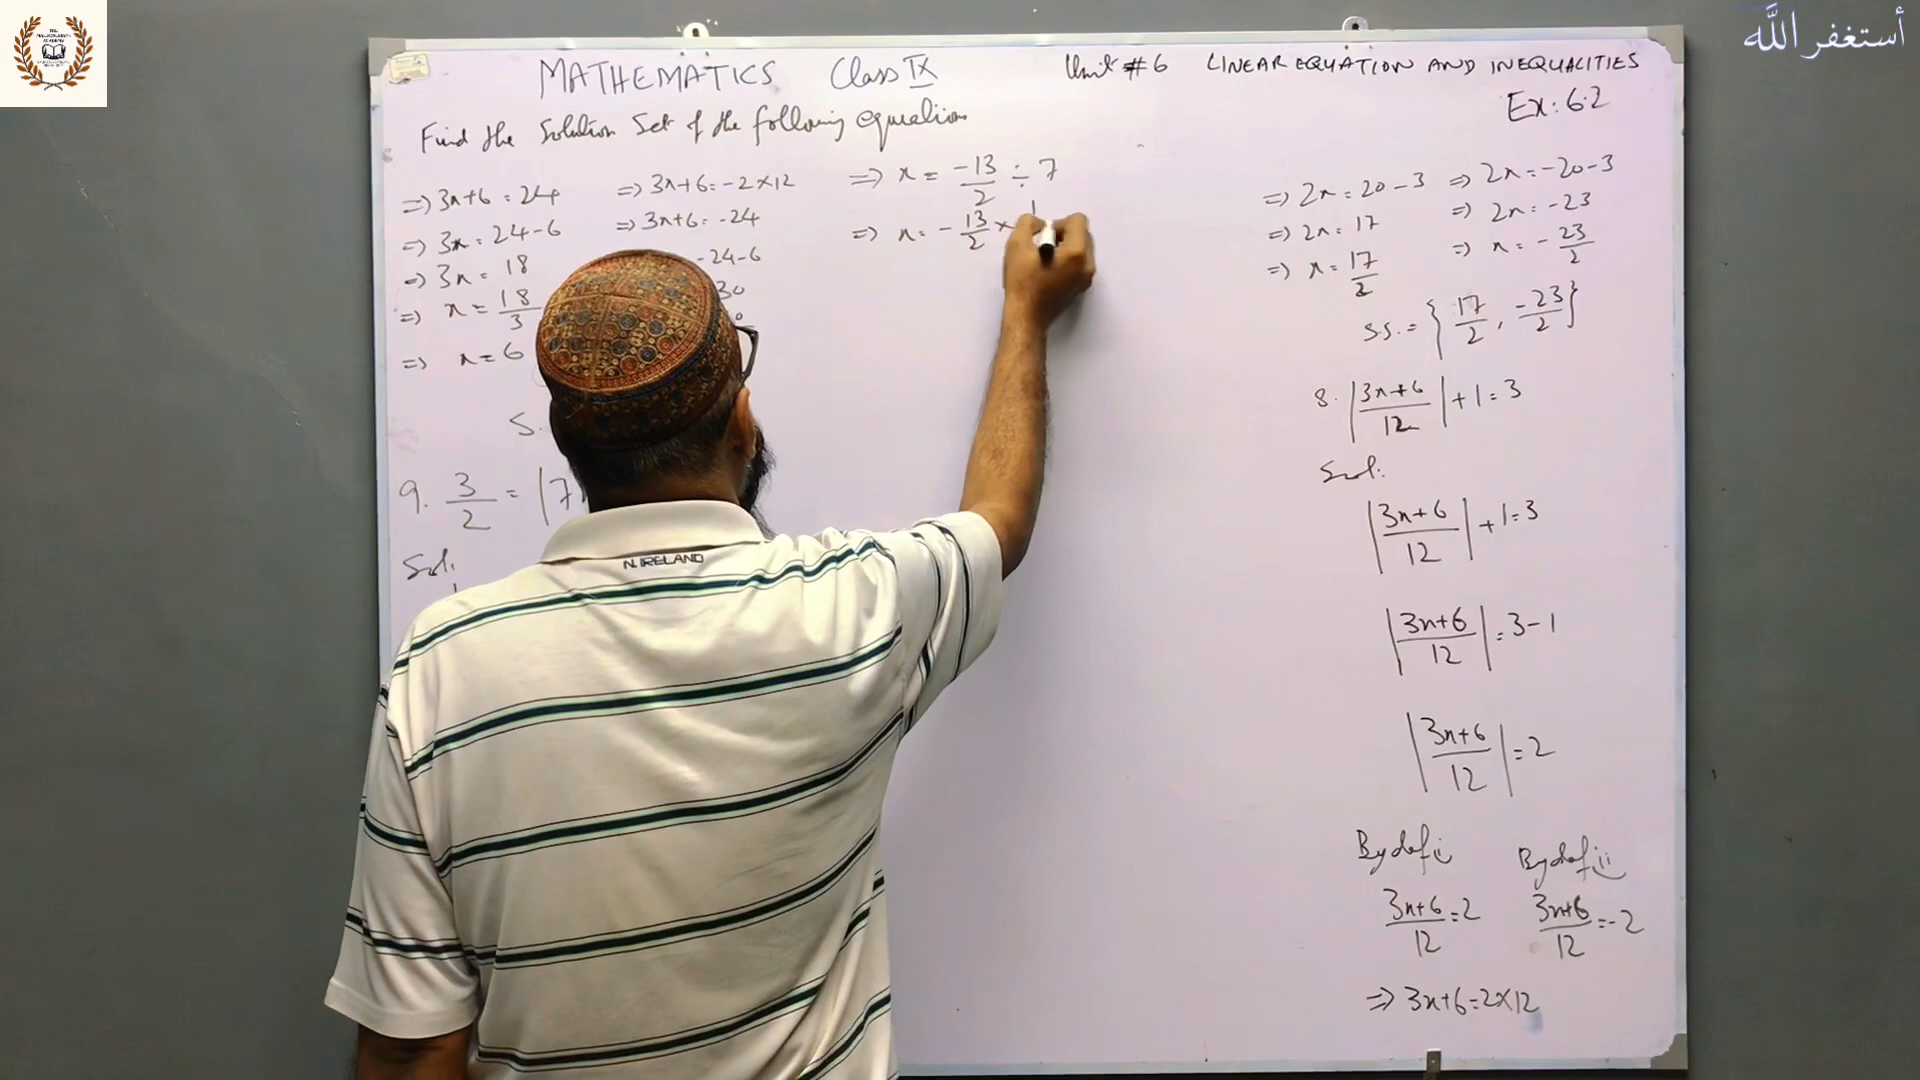 أستغفر الله
MATHEMATICS Class IX Unit # 6 LINEAR EQUATION AND INEQUALITIES
Ex: 6.2
Find the Solution Set of the following equations
=> 3x+6 = 24
=> 3x = 24-6
=> 3x = 18
=> x = 18/3
=> x = 6
S.
9. 3/2 = |7
Sol:
=> 3x+6 = -2×12
=> 3x+6 = -24
-24-6
30
=> x = -13/2 ÷ 7
=> x = -13/2 × 1
=> 2x = 20-3
=> 2x = 17
=> x = 17/2
=> 2x = -20-3
=> 2x = -23
=> x = -23/2
S.S. = {17/2, -23/2}
8. |3x+6/12| + 1 = 3
Sol:
|3x+6/12| + 1 = 3
|3x+6/12| = 3-1
|3x+6/12| = 2
By def i
3x+6/12 = 2
=> 3x+6 = 2×12
By def ii
3x+6/12 = -2
N. IRELAND